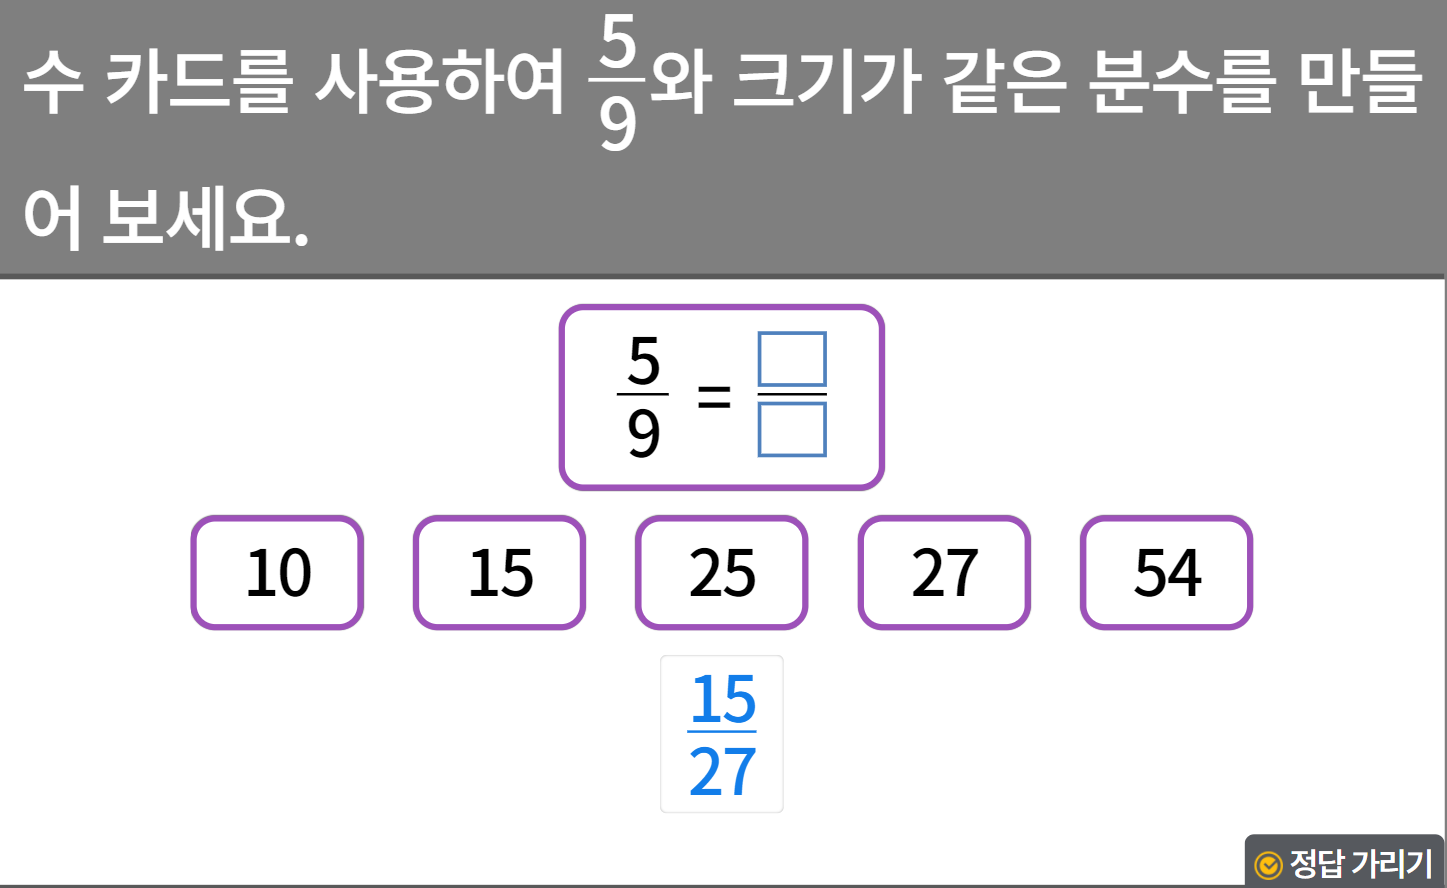 수 카드를 사용하여 5/9와 크기가 같은 분수를 만들
어 보세요.
5/9 = □/□
10 15 25 27 54
15/27
정답 가리기